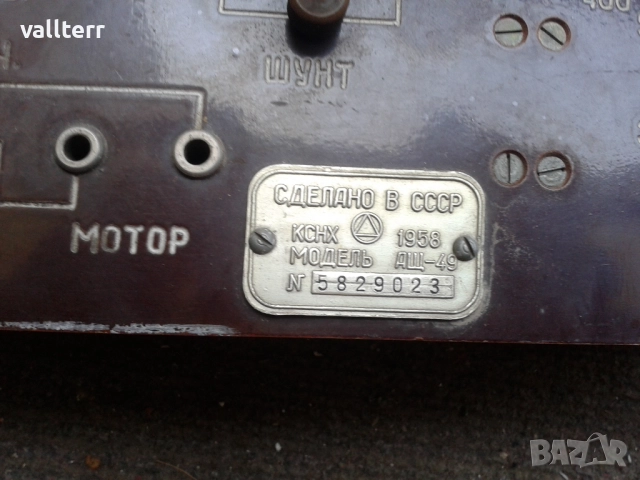 vallterr
ШУНТ
МОТОР
СДЕЛАНО В СССР
КСНХ 1958
МОДЕЛЬ АЩ-49
№ 5829023
BAZAR